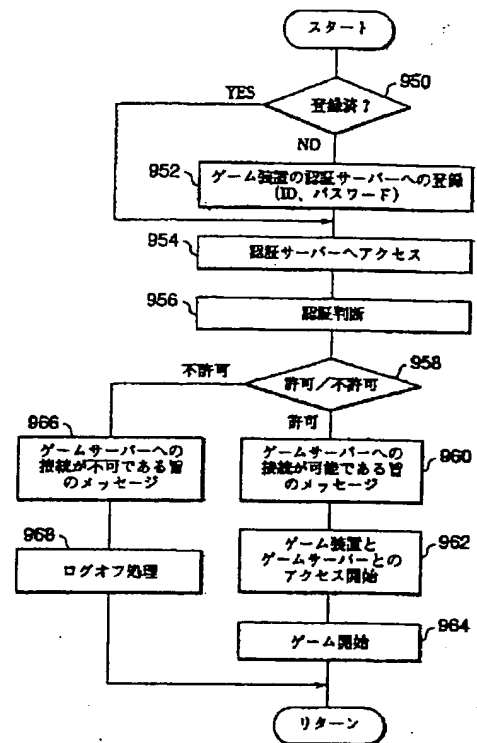 スタート
950
登録済？
YES
NO
952
ゲーム装置の認証サーバーへの登録
(ID、パスワード)
954
認証サーバーへアクセス
956
認証判断
958
許可／不許可
不許可
許可
966
ゲームサーバーへの
接続が不可である旨
のメッセージ
960
ゲームサーバーへの
接続が可能である旨
のメッセージ
968
ログオフ処理
962
ゲーム装置と
ゲームサーバーとの
アクセス開始
964
ゲーム開始
リターン